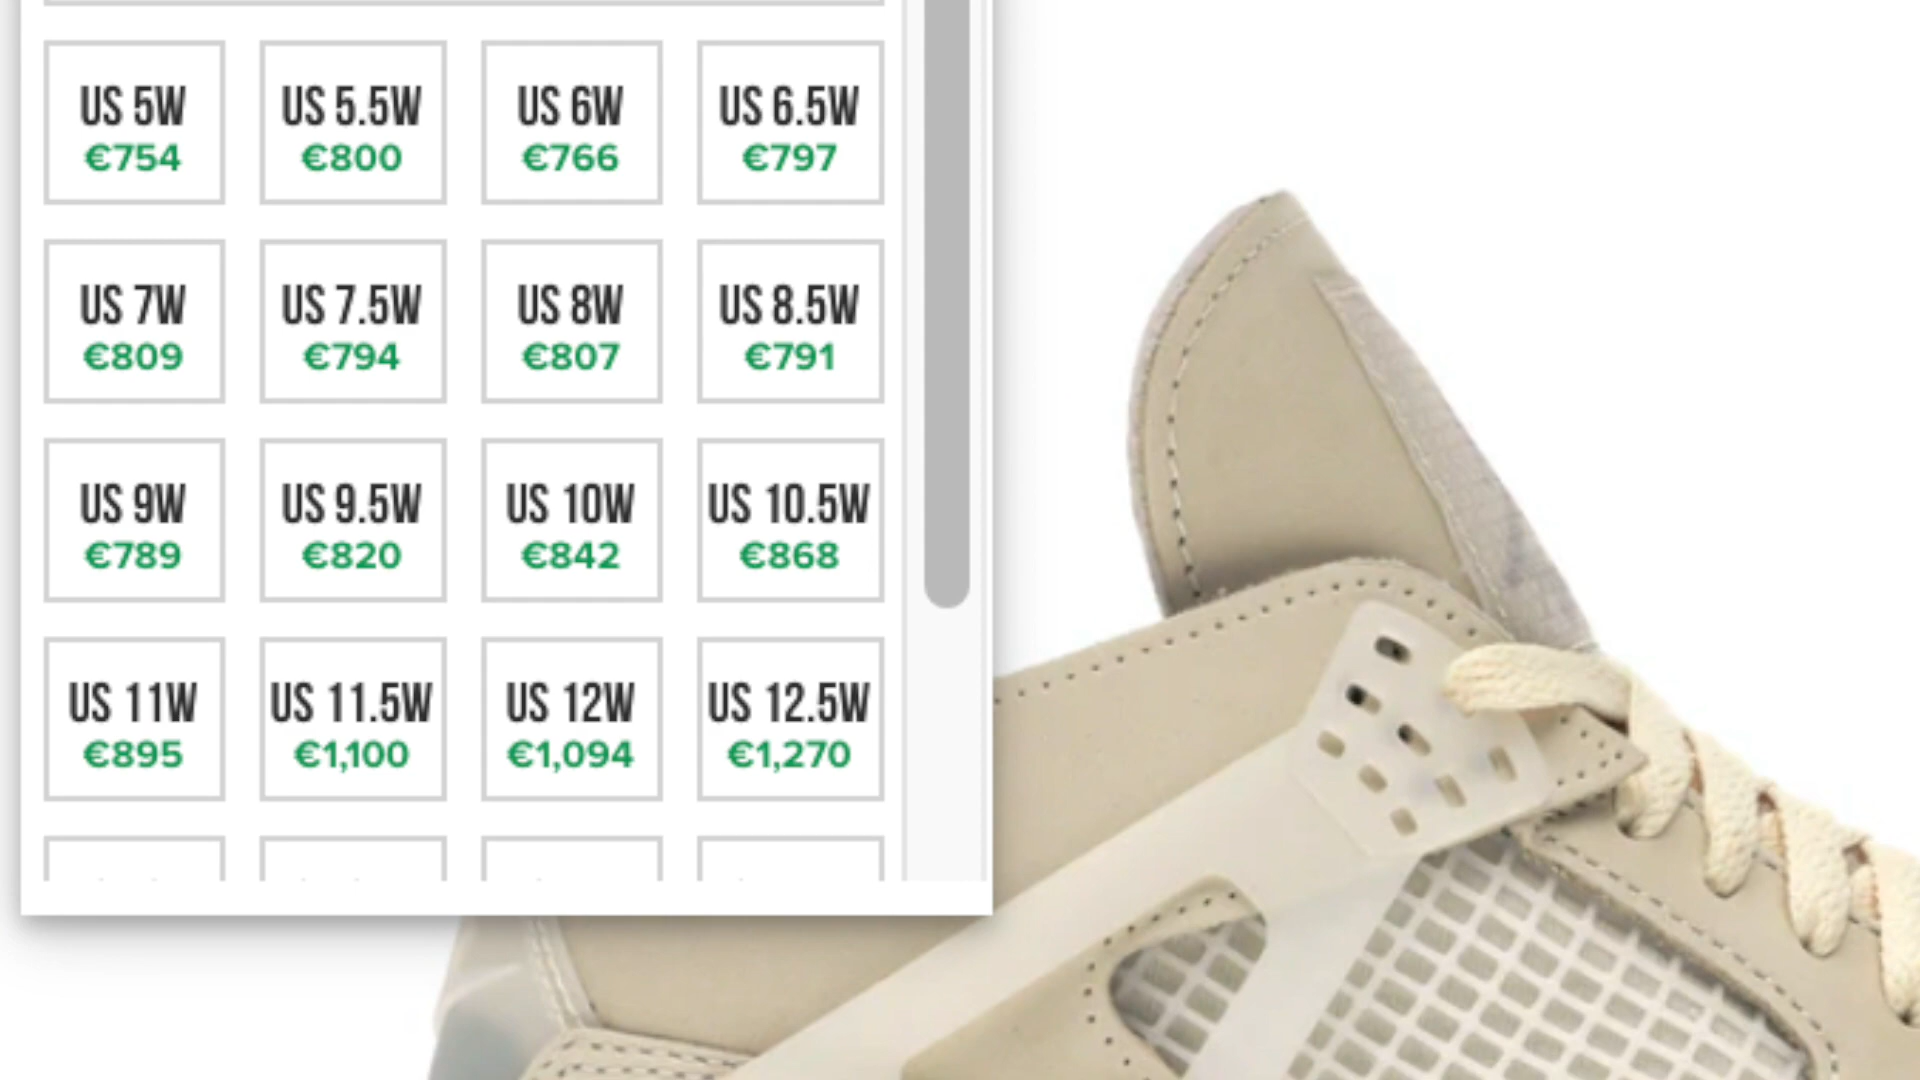 US 5W
€754
US 5.5W
€800
US 6W
€766
US 6.5W
€797
US 7W
€809
US 7.5W
€794
US 8W
€807
US 8.5W
€791
US 9W
€789
US 9.5W
€820
US 10W
€842
US 10.5W
€868
US 11W
€895
US 11.5W
€1,100
US 12W
€1,094
US 12.5W
€1,270